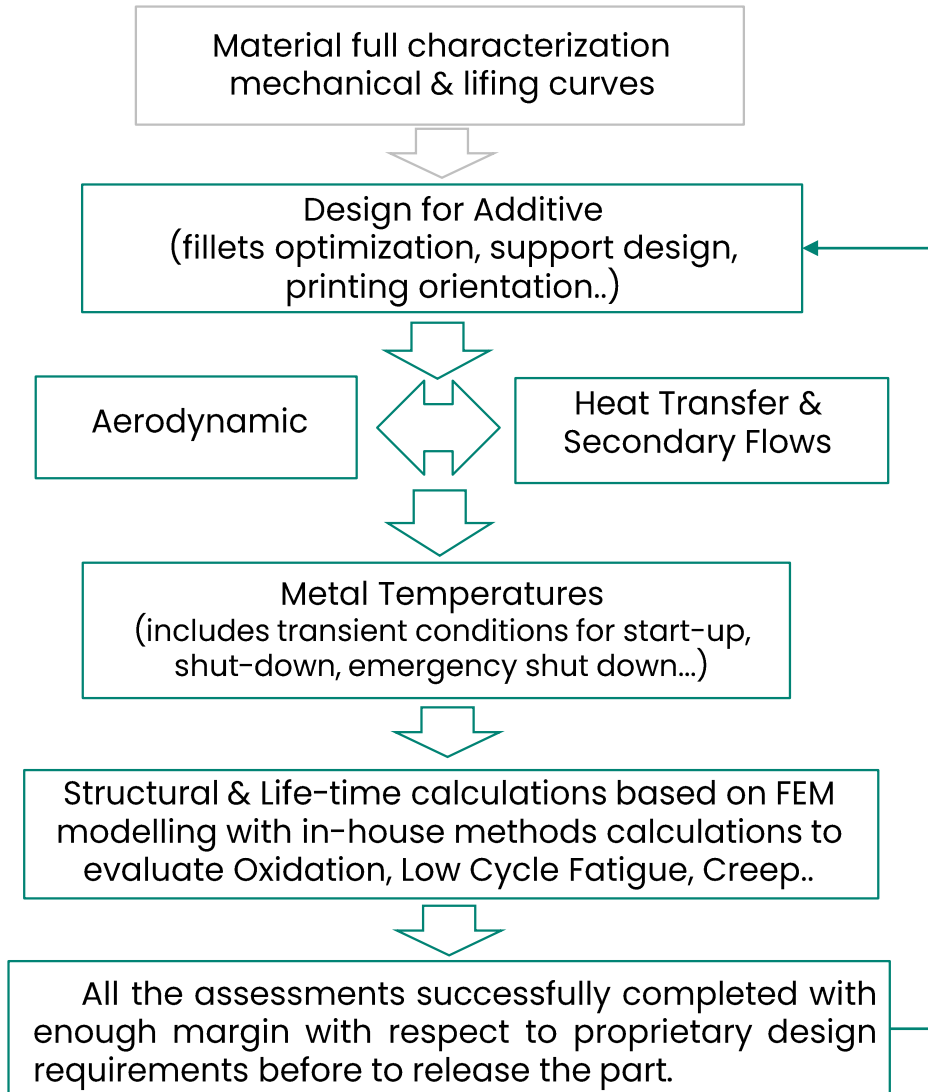 Material full characterization
mechanical & lifing curves
Design for Additive
(fillets optimization, support design,
printing orientation..)
Aerodynamic
Heat Transfer &
Secondary Flows
Metal Temperatures
(includes transient conditions for start-up,
shut-down, emergency shut down...)
Structural & Life-time calculations based on FEM
modelling with in-house methods calculations to
evaluate Oxidation, Low Cycle Fatigue, Creep..
All the assessments successfully completed with
enough margin with respect to proprietary design
requirements before to release the part.